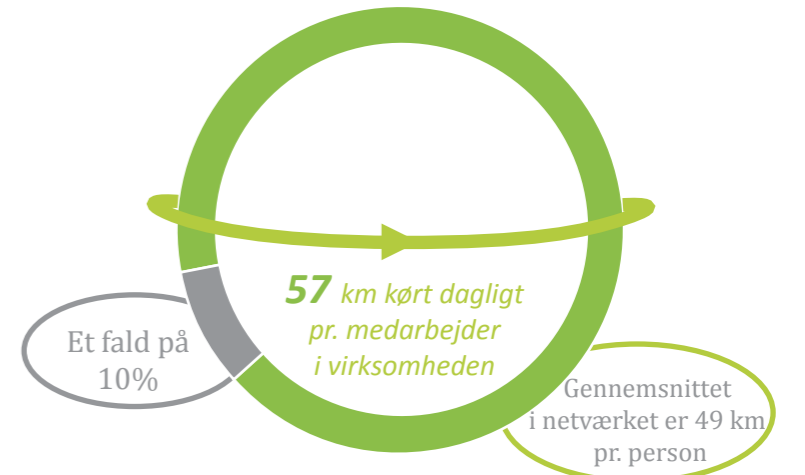 57 km kørt dagligt
pr. medarbejder
i virksomheden
Et fald på
10%
Gennemsnittet
i netværket er 49 km
pr. person